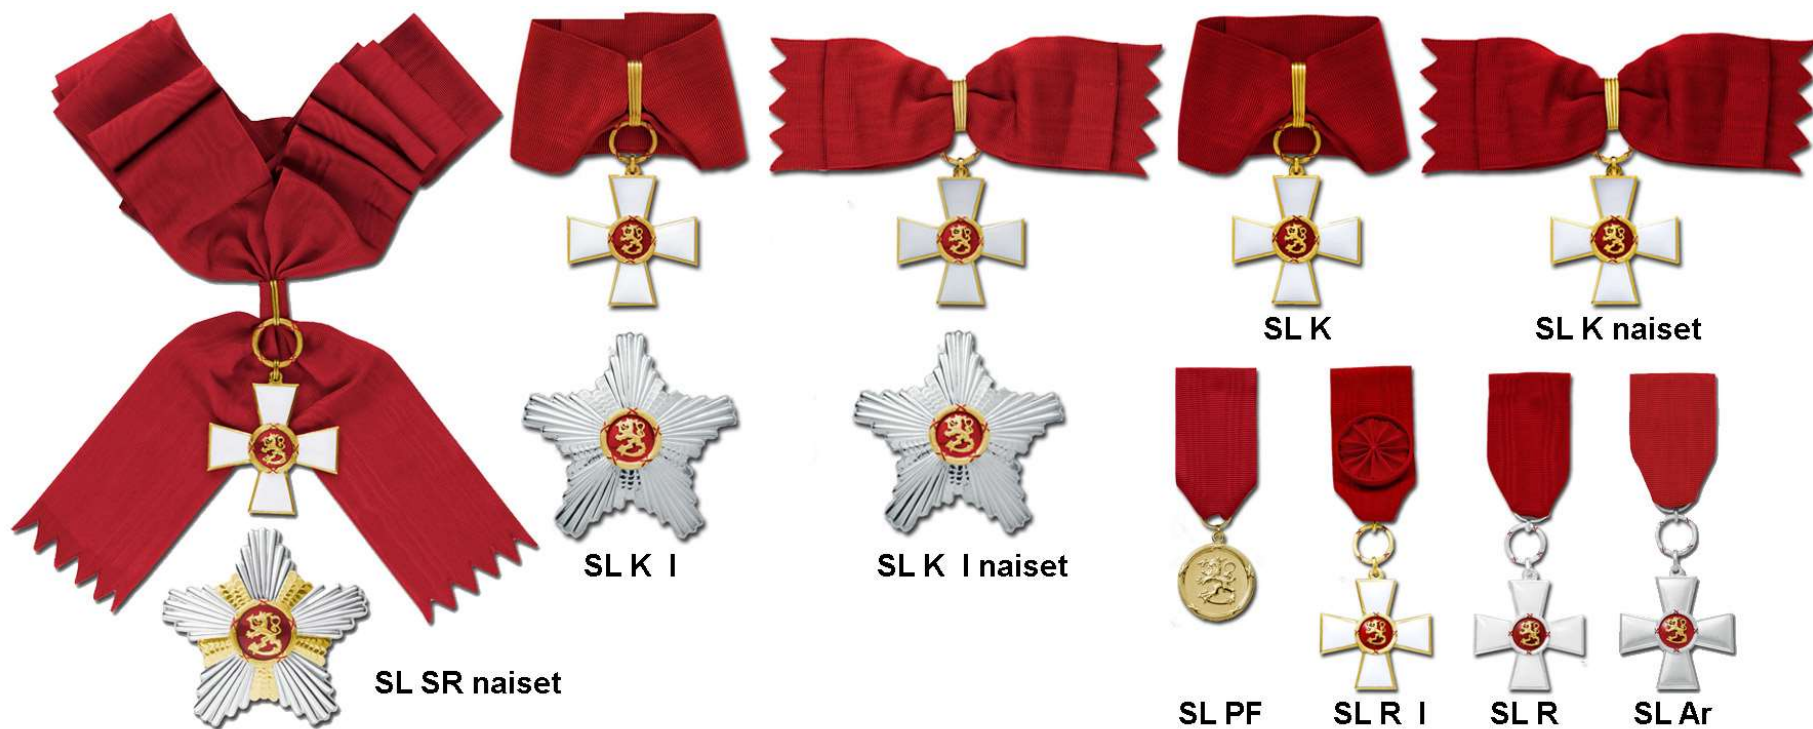 SL K
SL K naiset
SL K I
SL K I naiset
SL SR naiset
SL PF
SL R I
SL R
SL Ar